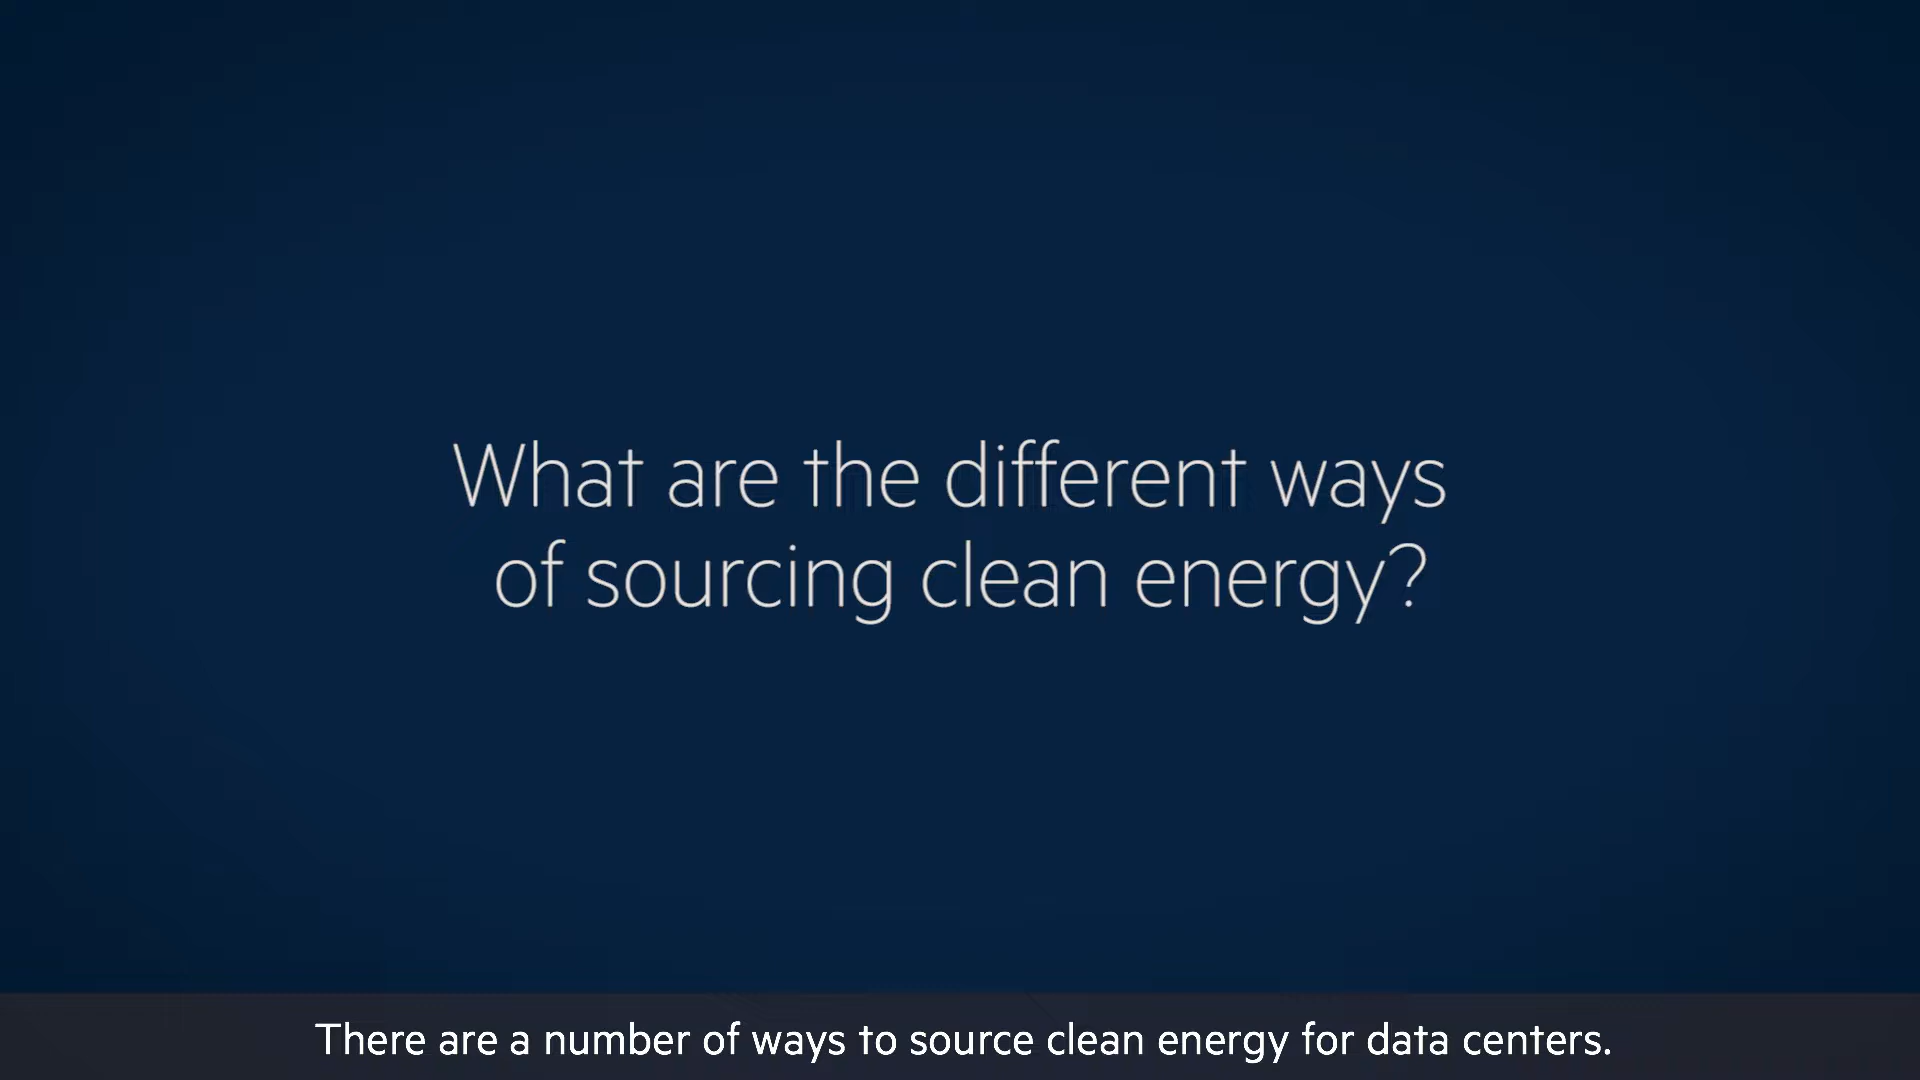 What are the different ways
of sourcing clean energy?
There are a number of ways to source clean energy for data centers.